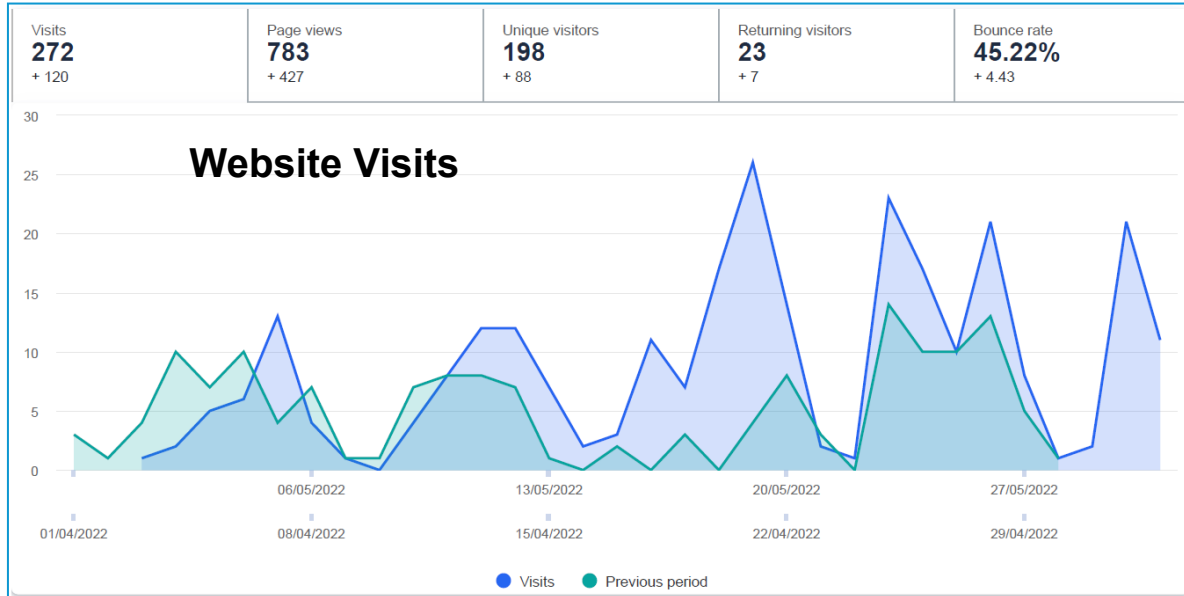 Visits
272
+ 120
Page views
783
+ 427
Unique visitors
198
+ 88
Returning visitors
23
+ 7
Bounce rate
45.22%
+ 4.43
Website Visits
30
25
20
15
10
5
0
06/05/2022 13/05/2022 20/05/2022 27/05/2022
01/04/2022 08/04/2022 15/04/2022 22/04/2022 29/04/2022
Visits Previous period